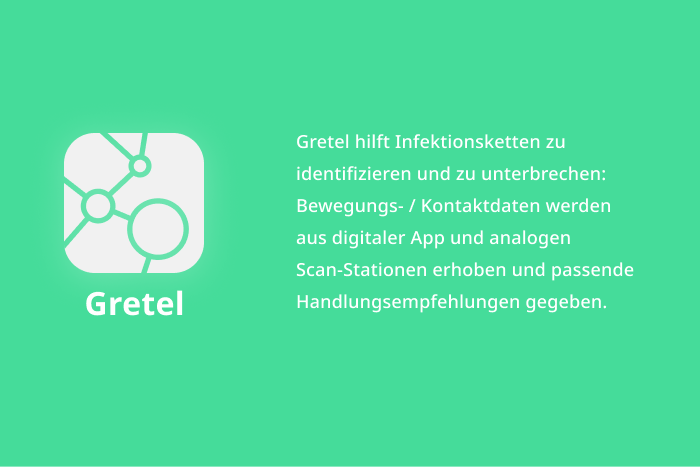 Gretel hilft Infektionsketten zu
identifizieren und zu unterbrechen:
Bewegungs- / Kontaktdaten werden
aus digitaler App und analogen
Scan-Stationen erhoben und passende
Handlungsempfehlungen gegeben.
Gretel